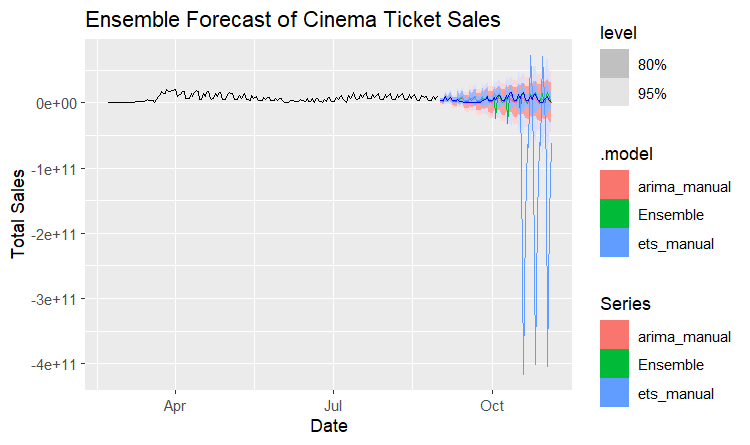 Ensemble Forecast of Cinema Ticket Sales
Total Sales
0e+00
-1e+11
-2e+11
-3e+11
-4e+11
Apr
Jul
Oct
Date
level
80%
95%
.model
arima_manual
Ensemble
ets_manual
Series
arima_manual
Ensemble
ets_manual